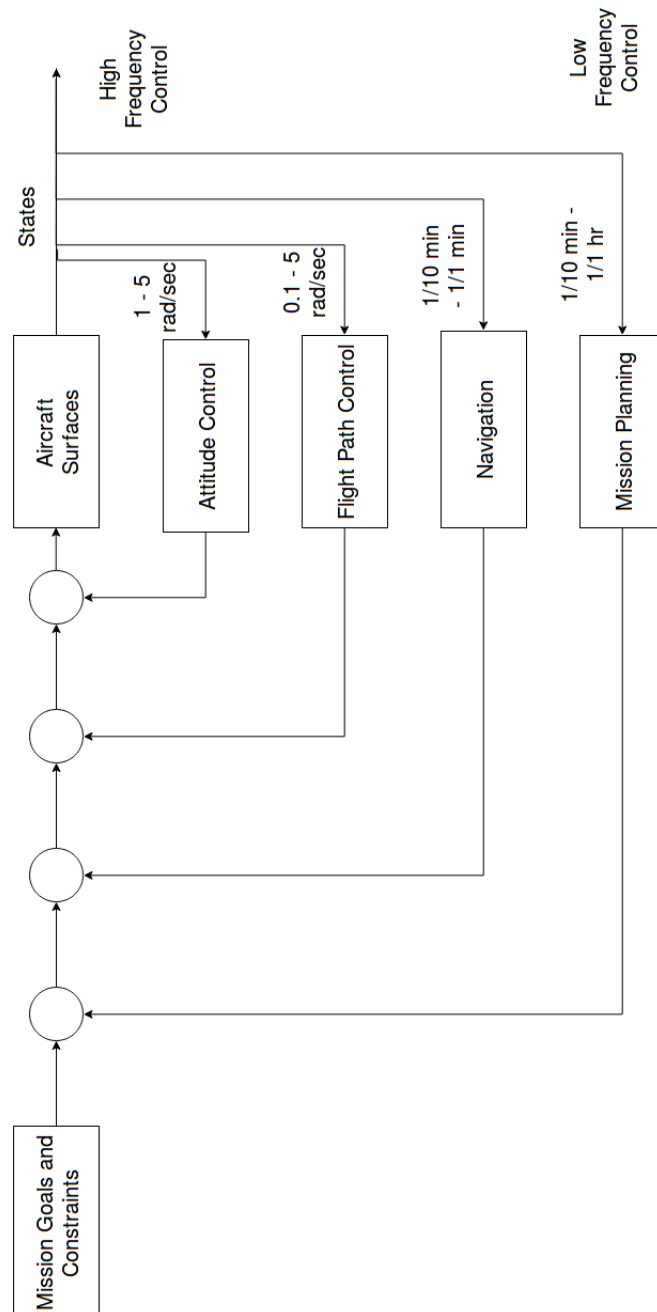 Mission Goals and
Constraints
Aircraft
Surfaces
States
High
Frequency
Control
Attitude Control
1 - 5
rad/sec
Flight Path Control
0.1 - 5
rad/sec
Navigation
1/10 min
- 1/1 min
Mission Planning
1/10 min -
1/1 hr
Low
Frequency
Control